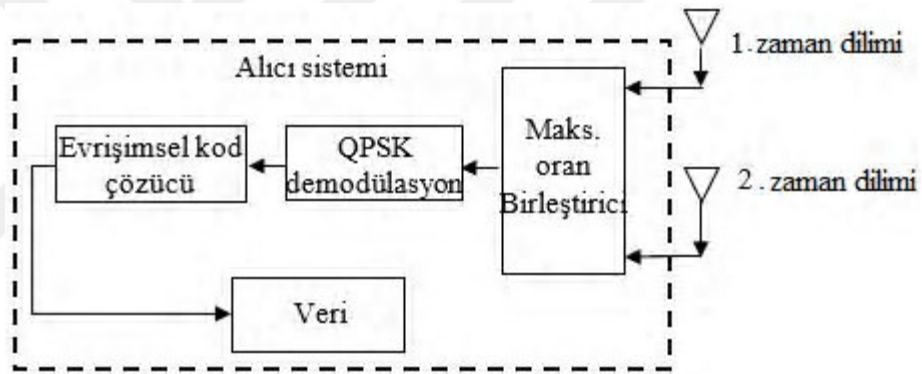 Alıcı sistemi
1.zaman dilimi
Maks.
oran
Birleştirici
QPSK
demodülasyon
Evrişimsel kod
çözücü
2.zaman dilimi
Veri